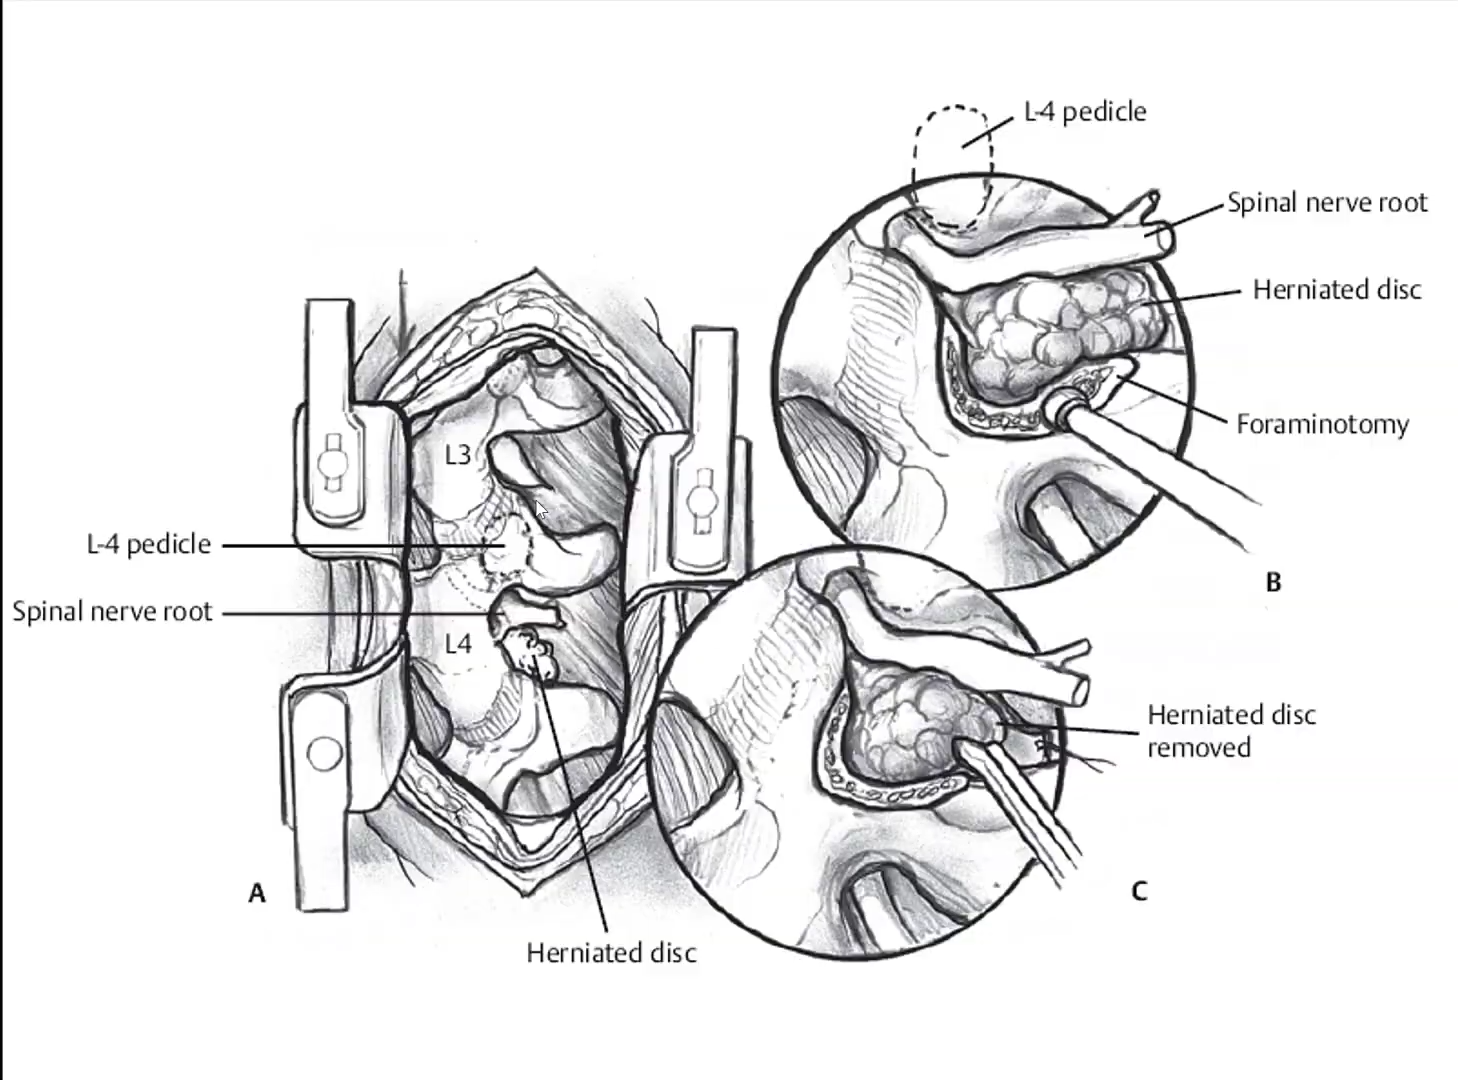 L-4 pedicle
Spinal nerve root
Herniated disc
Foraminotomy
B
L3
L-4 pedicle
Spinal nerve root
L4
Herniated disc
removed
A
C
Herniated disc